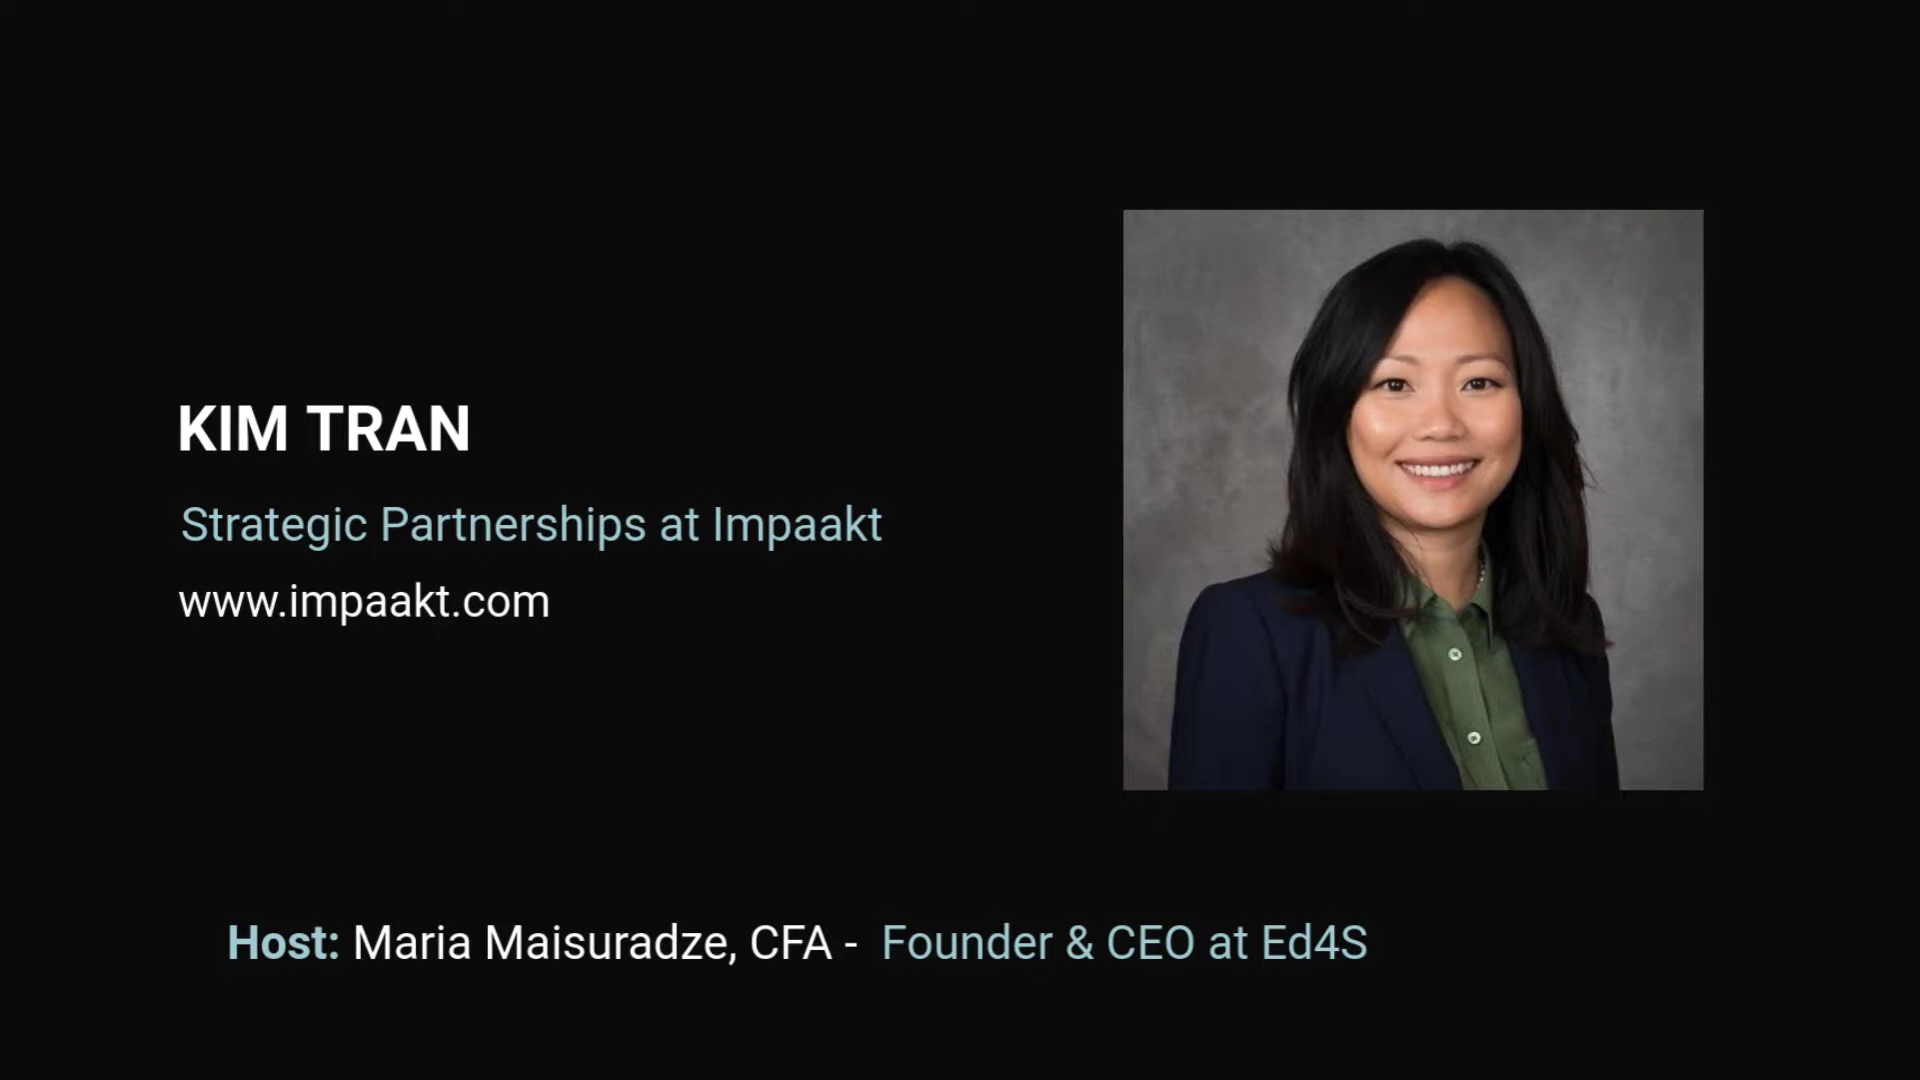 KIM TRAN
Strategic Partnerships at Impaakt
www.impaakt.com
Host: Maria Maisuradze, CFA - Founder & CEO at Ed4S